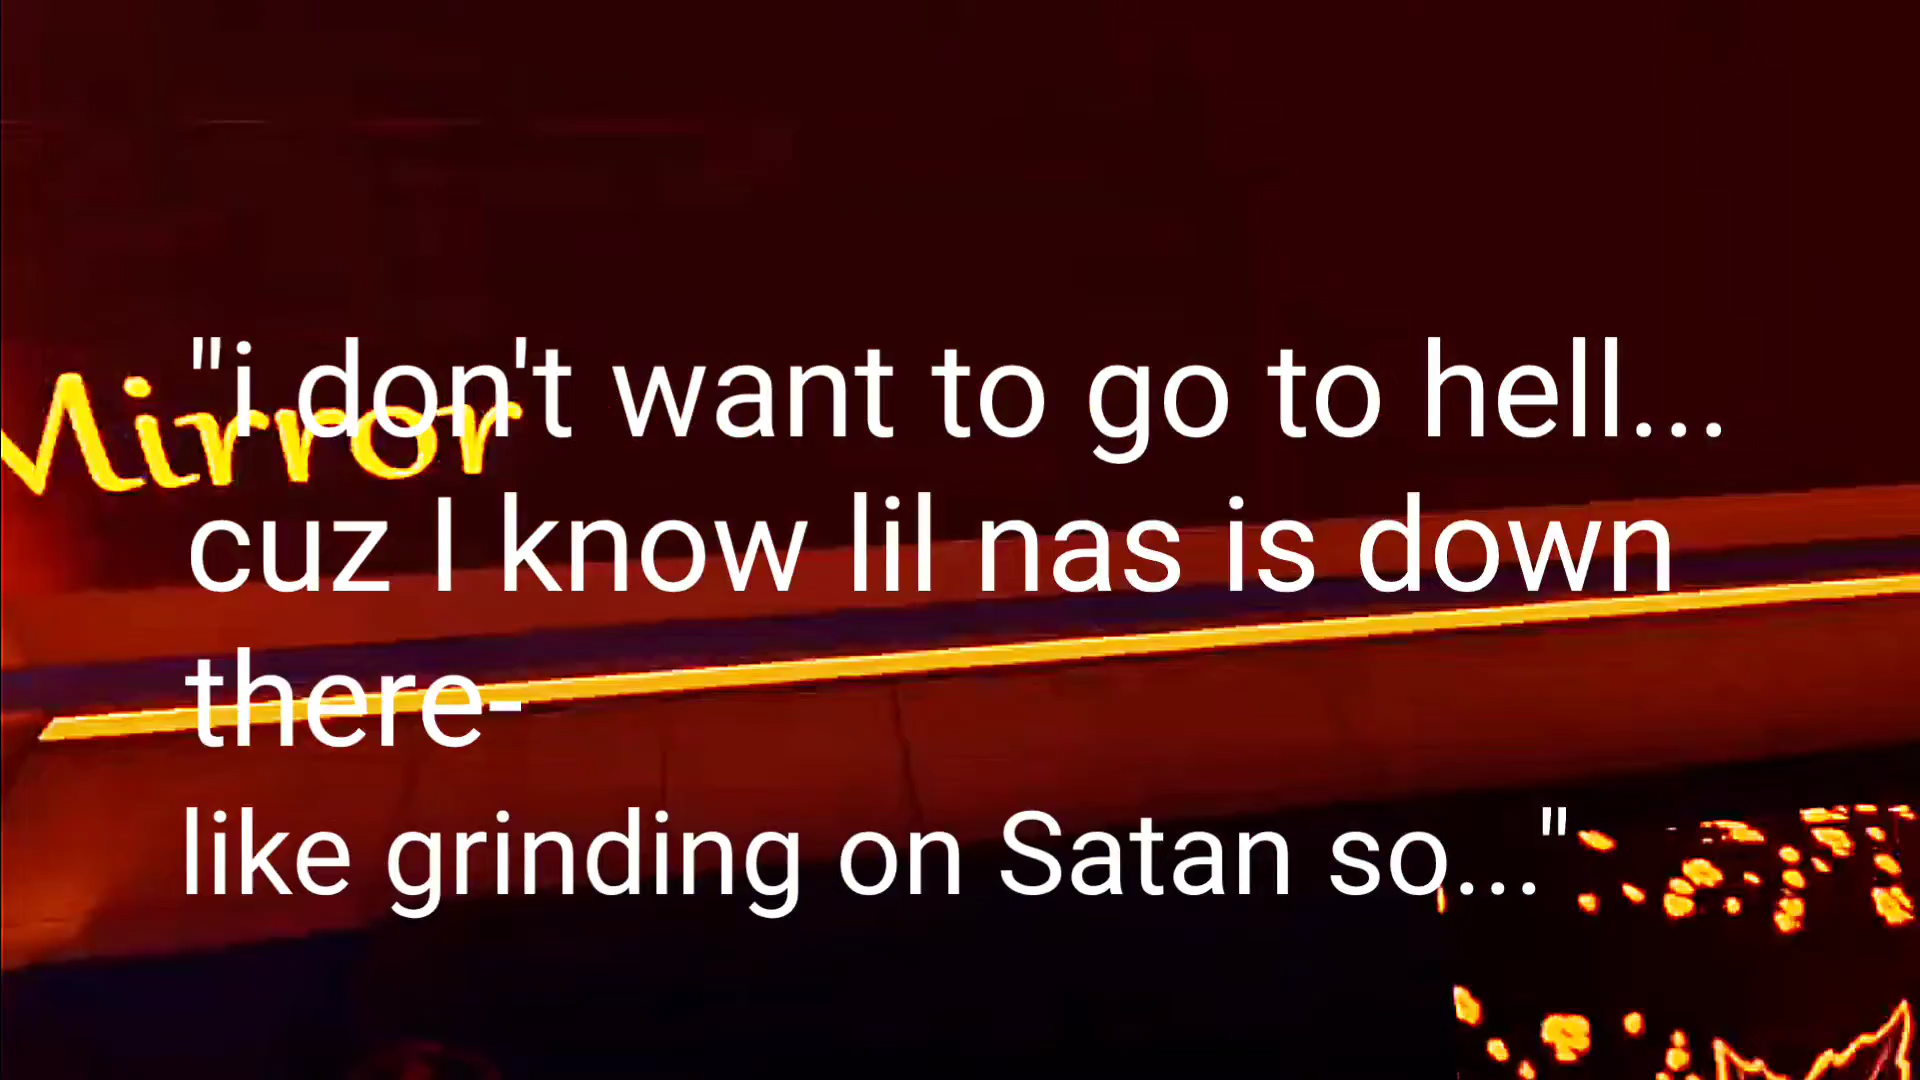 "i don't want to go to hell...
Mirror
cuz I know lil nas is down
there-
like grinding on Satan so..."